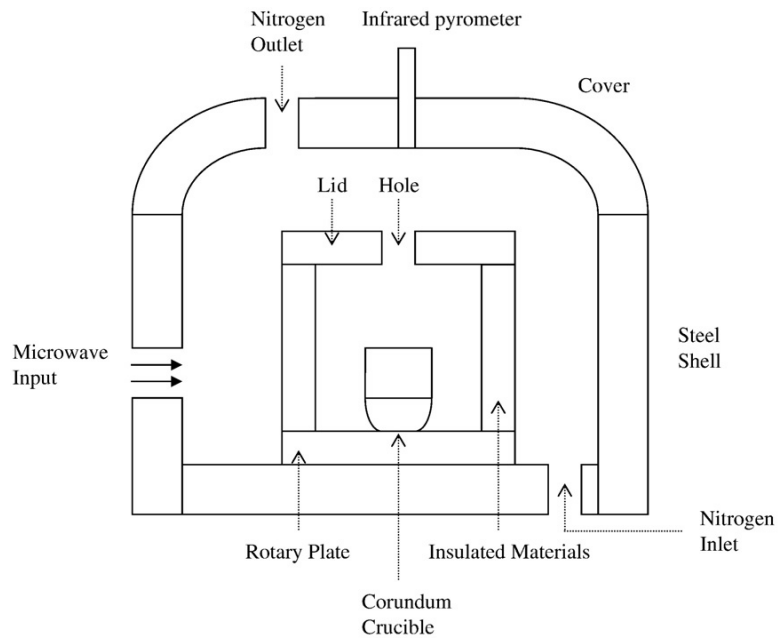 Nitrogen
Outlet
Infrared pyrometer
Cover
Lid
Hole
Microwave
Input
Steel
Shell
Rotary Plate
Insulated Materials
Nitrogen
Inlet
Corundum
Crucible